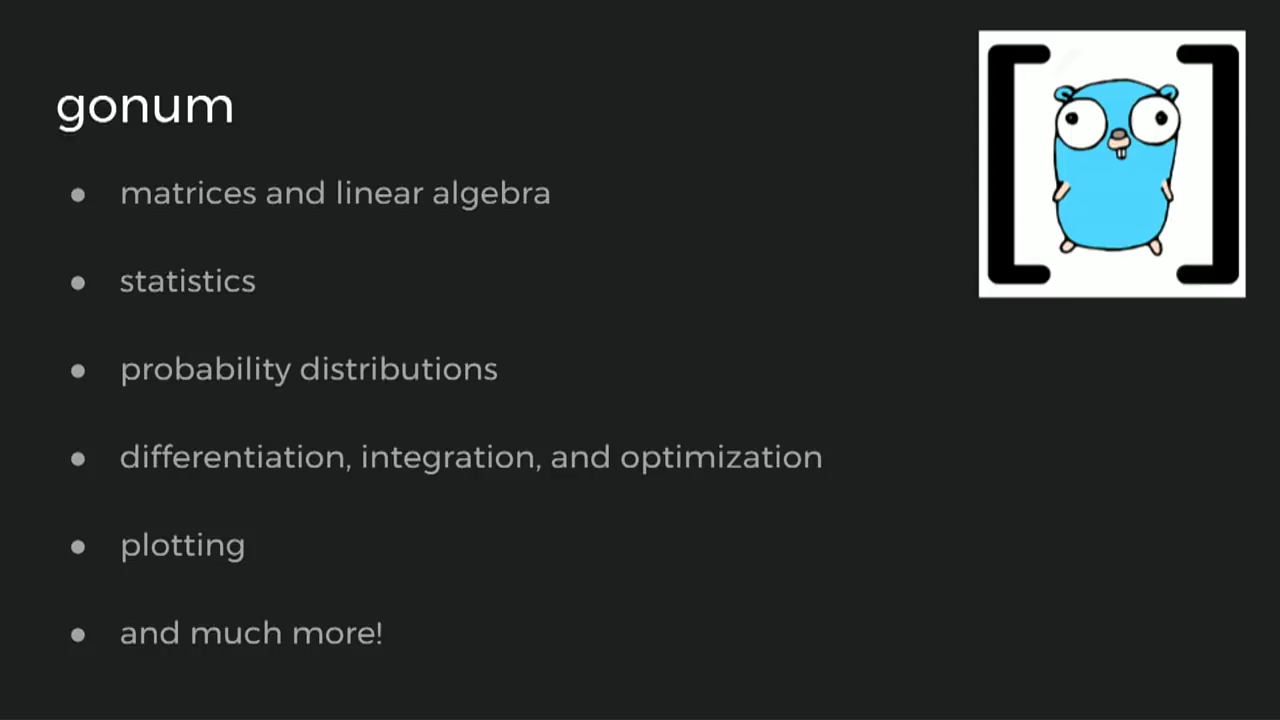 gonum
● matrices and linear algebra
● statistics
● probability distributions
● differentiation, integration, and optimization
● plotting
● and much more!